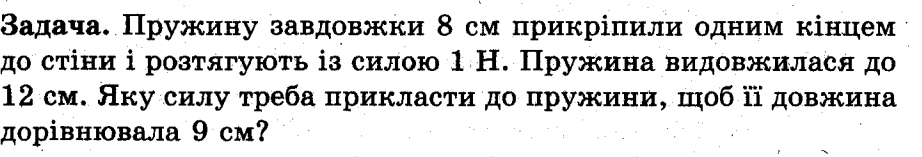 Задача. Пружину завдовжки 8 см прикріпили одним кінцем
до стіни і розтягують із силою 1 Н. Пружина видовжилася до
12 см. Яку силу треба прикласти до пружини, щоб її довжина
дорівнювала 9 см?